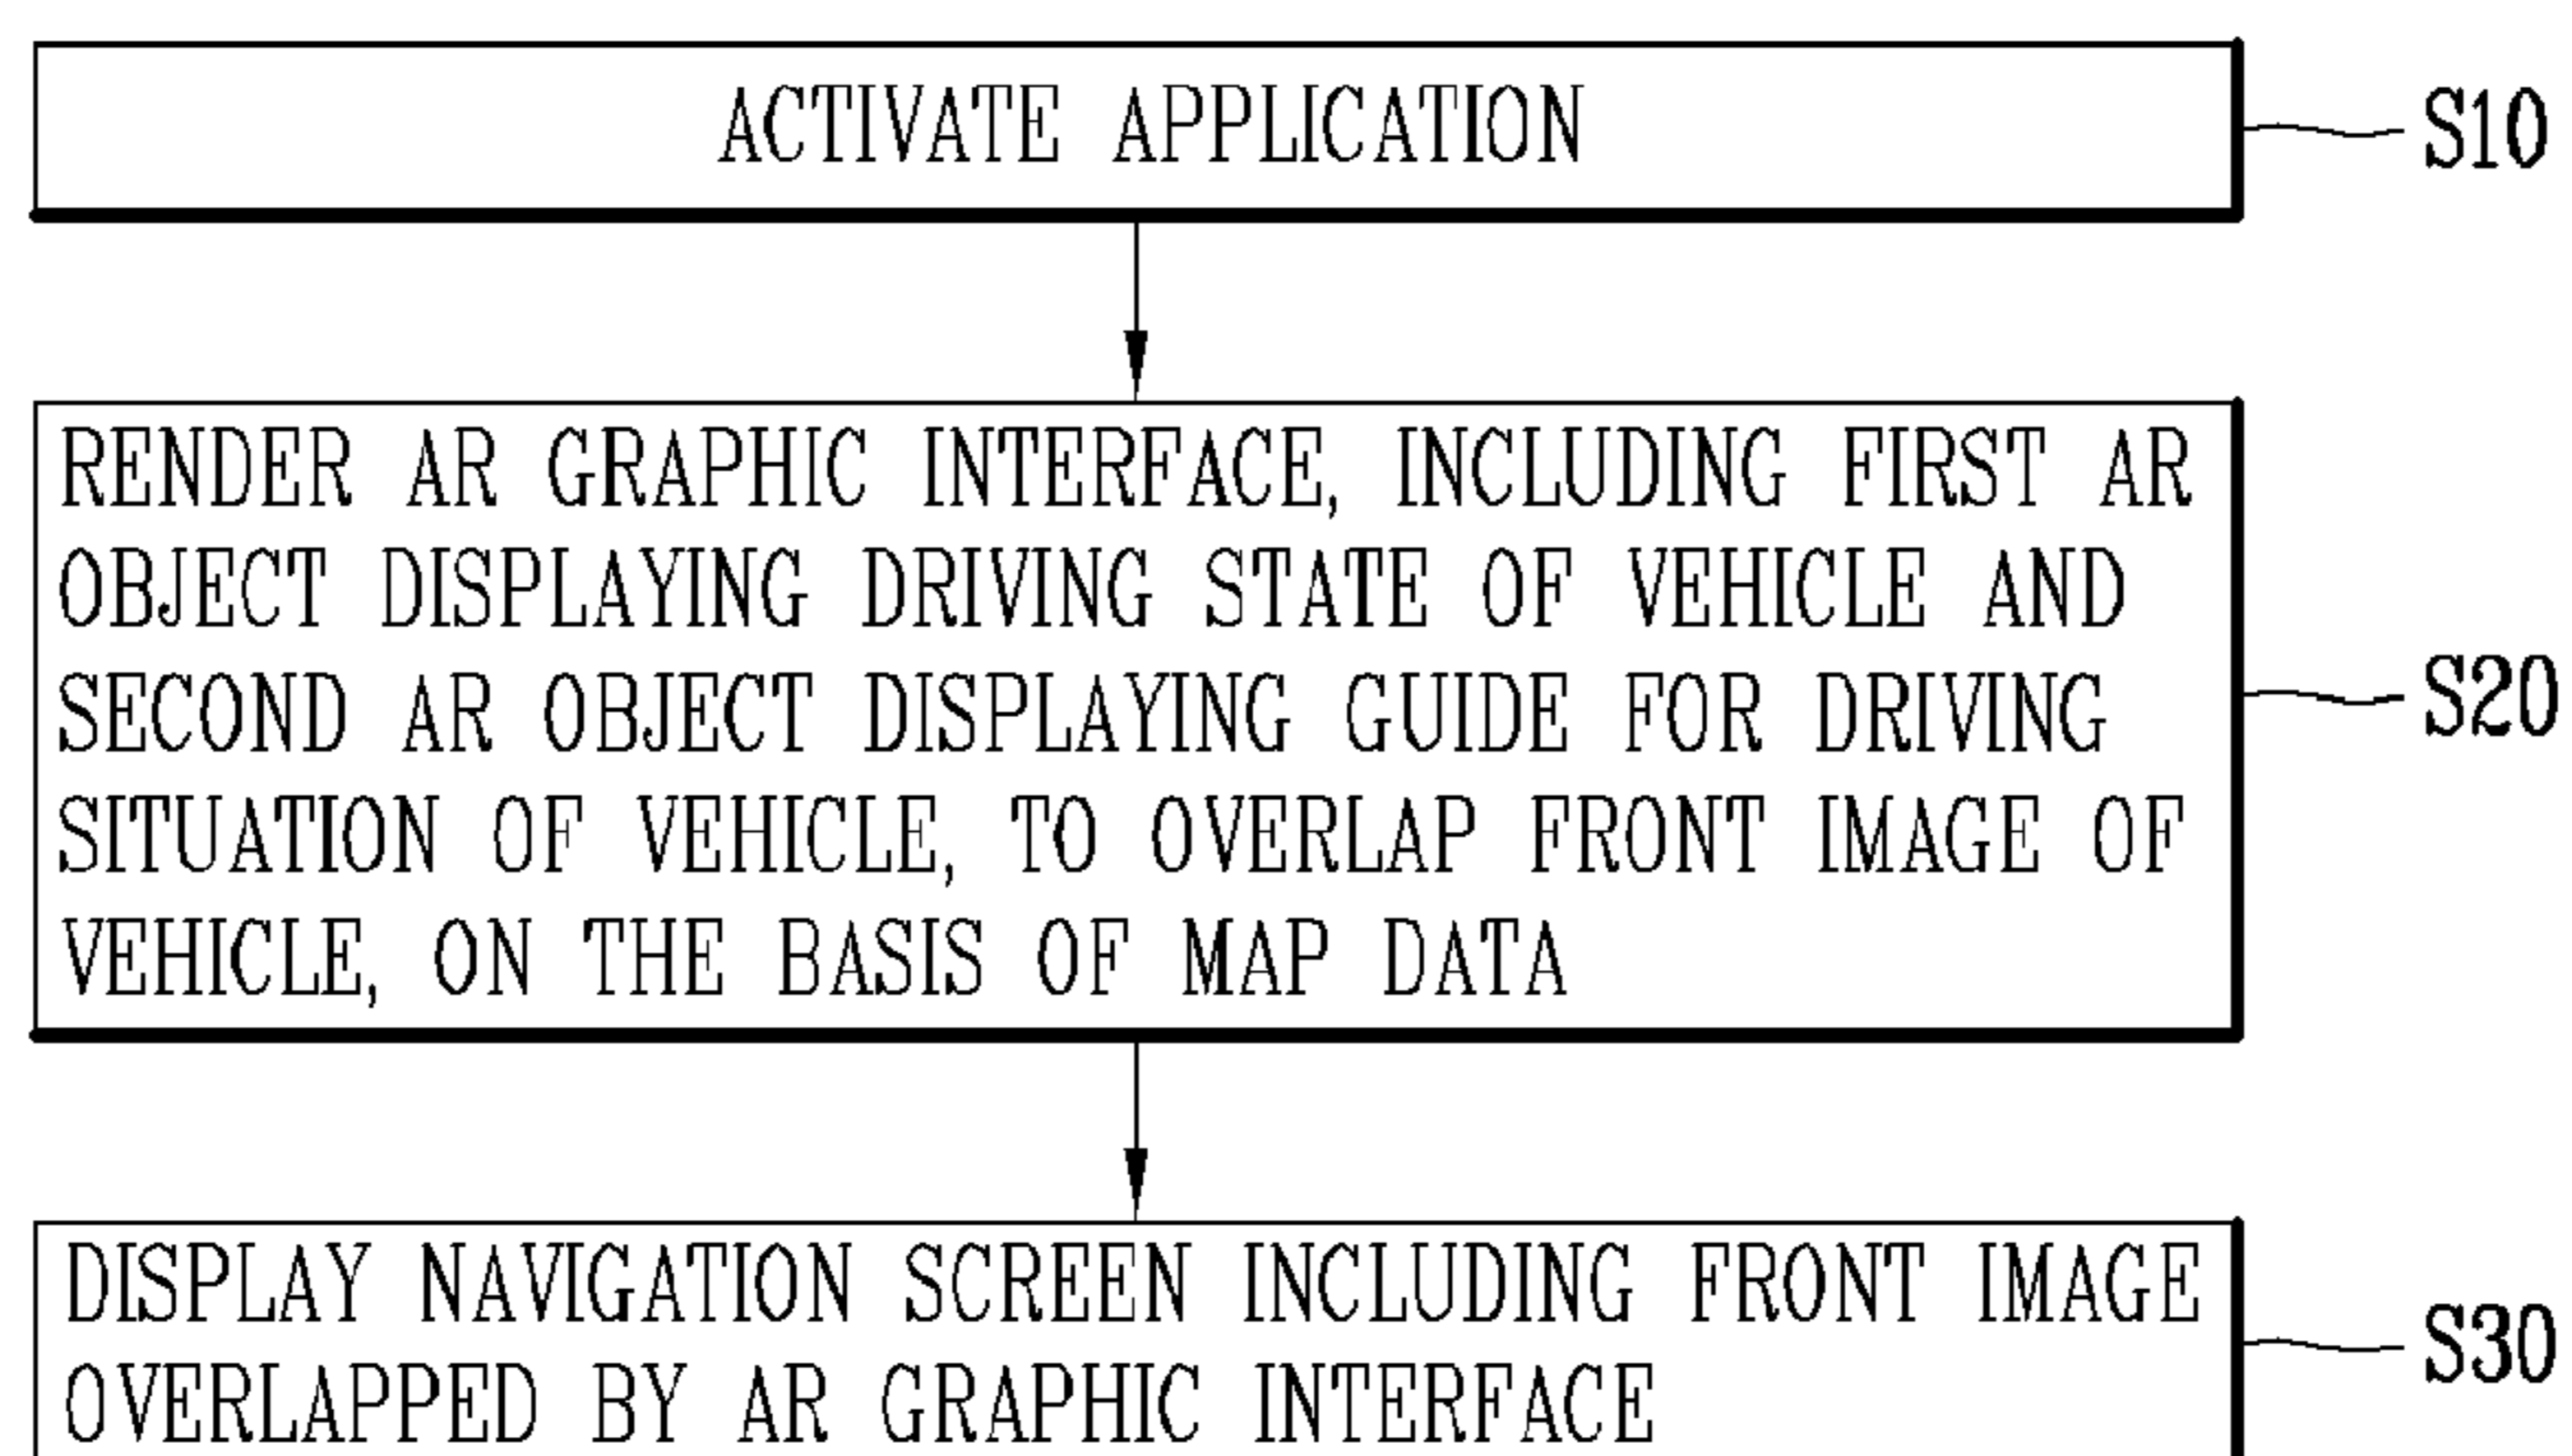 ACTIVATE APPLICATION
S10
RENDER AR GRAPHIC INTERFACE, INCLUDING FIRST AR
OBJECT DISPLAYING DRIVING STATE OF VEHICLE AND
SECOND AR OBJECT DISPLAYING GUIDE FOR DRIVING
SITUATION OF VEHICLE, TO OVERLAP FRONT IMAGE OF
VEHICLE, ON THE BASIS OF MAP DATA
S20
DISPLAY NAVIGATION SCREEN INCLUDING FRONT IMAGE
OVERLAPPED BY AR GRAPHIC INTERFACE
S30